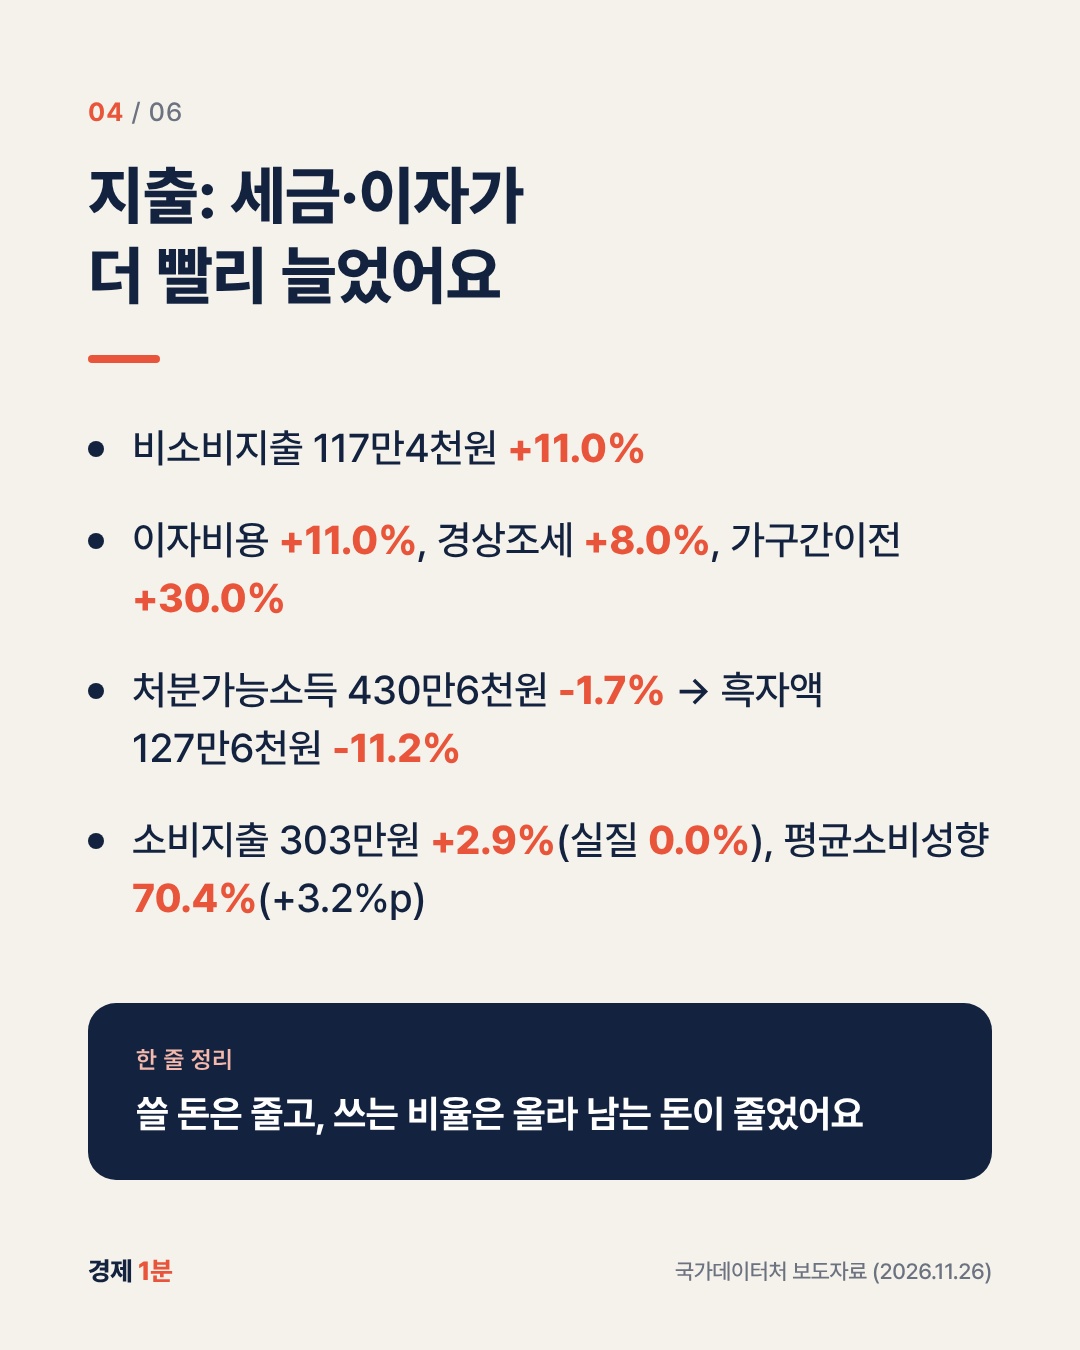 04 / 06
지출: 세금·이자가
더 빨리 늘었어요
비소비지출 117만4천원 +11.0%
이자비용 +11.0%, 경상조세 +8.0%, 가구간이전
+30.0%
처분가능소득 430만6천원 -1.7% → 흑자액
127만6천원 -11.2%
소비지출 303만원 +2.9%(실질 0.0%), 평균소비성향
70.4%(+3.2%p)
한 줄 정리
쓸 돈은 줄고, 쓰는 비율은 올라 남는 돈이 줄었어요
경제 1분
국가데이터처 보도자료 (2026.11.26)